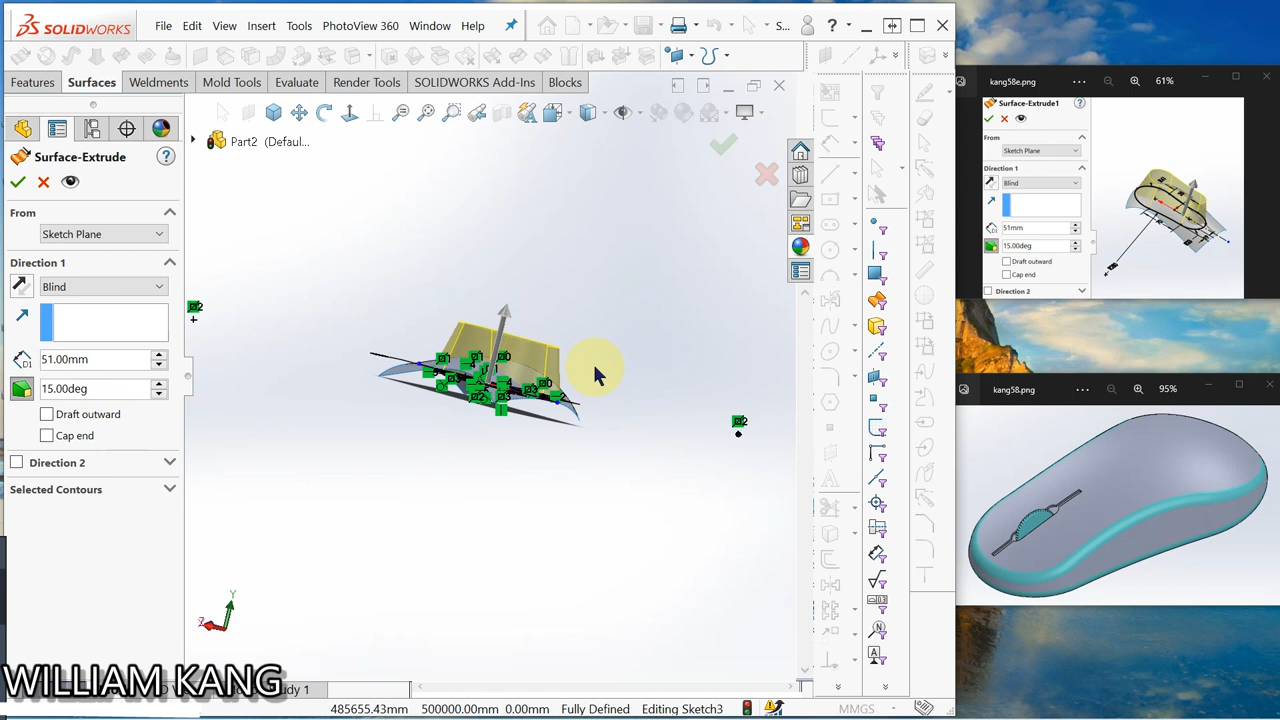 SOLIDWORKS
File Edit View Insert Tools PhotoView 360 Window Help
S...
Features Surfaces Weldments Mold Tools Evaluate Render Tools SOLIDWORKS Add-Ins Blocks
Part2 (Defaul...
Surface-Extrude
From
Sketch Plane
Direction 1
Blind
51.00mm
15.00deg
Draft outward
Cap end
Direction 2
Selected Contours
WILLIAM KANG
485655.43mm 500000.00mm 0.00mm Fully Defined Editing Sketch3 MMGS
kang58e.png ... 61%
Surface-Extrude1
From
Sketch Plane
Direction 1
Blind
51mm
15.00deg
Draft outward
Cap end
Direction 2
kang58.png ... 95%